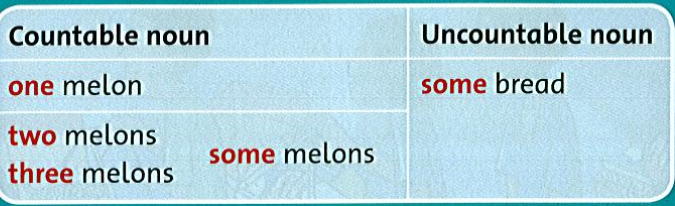 Countable noun
Uncountable noun
one melon
some bread
two melons
three melons
some melons